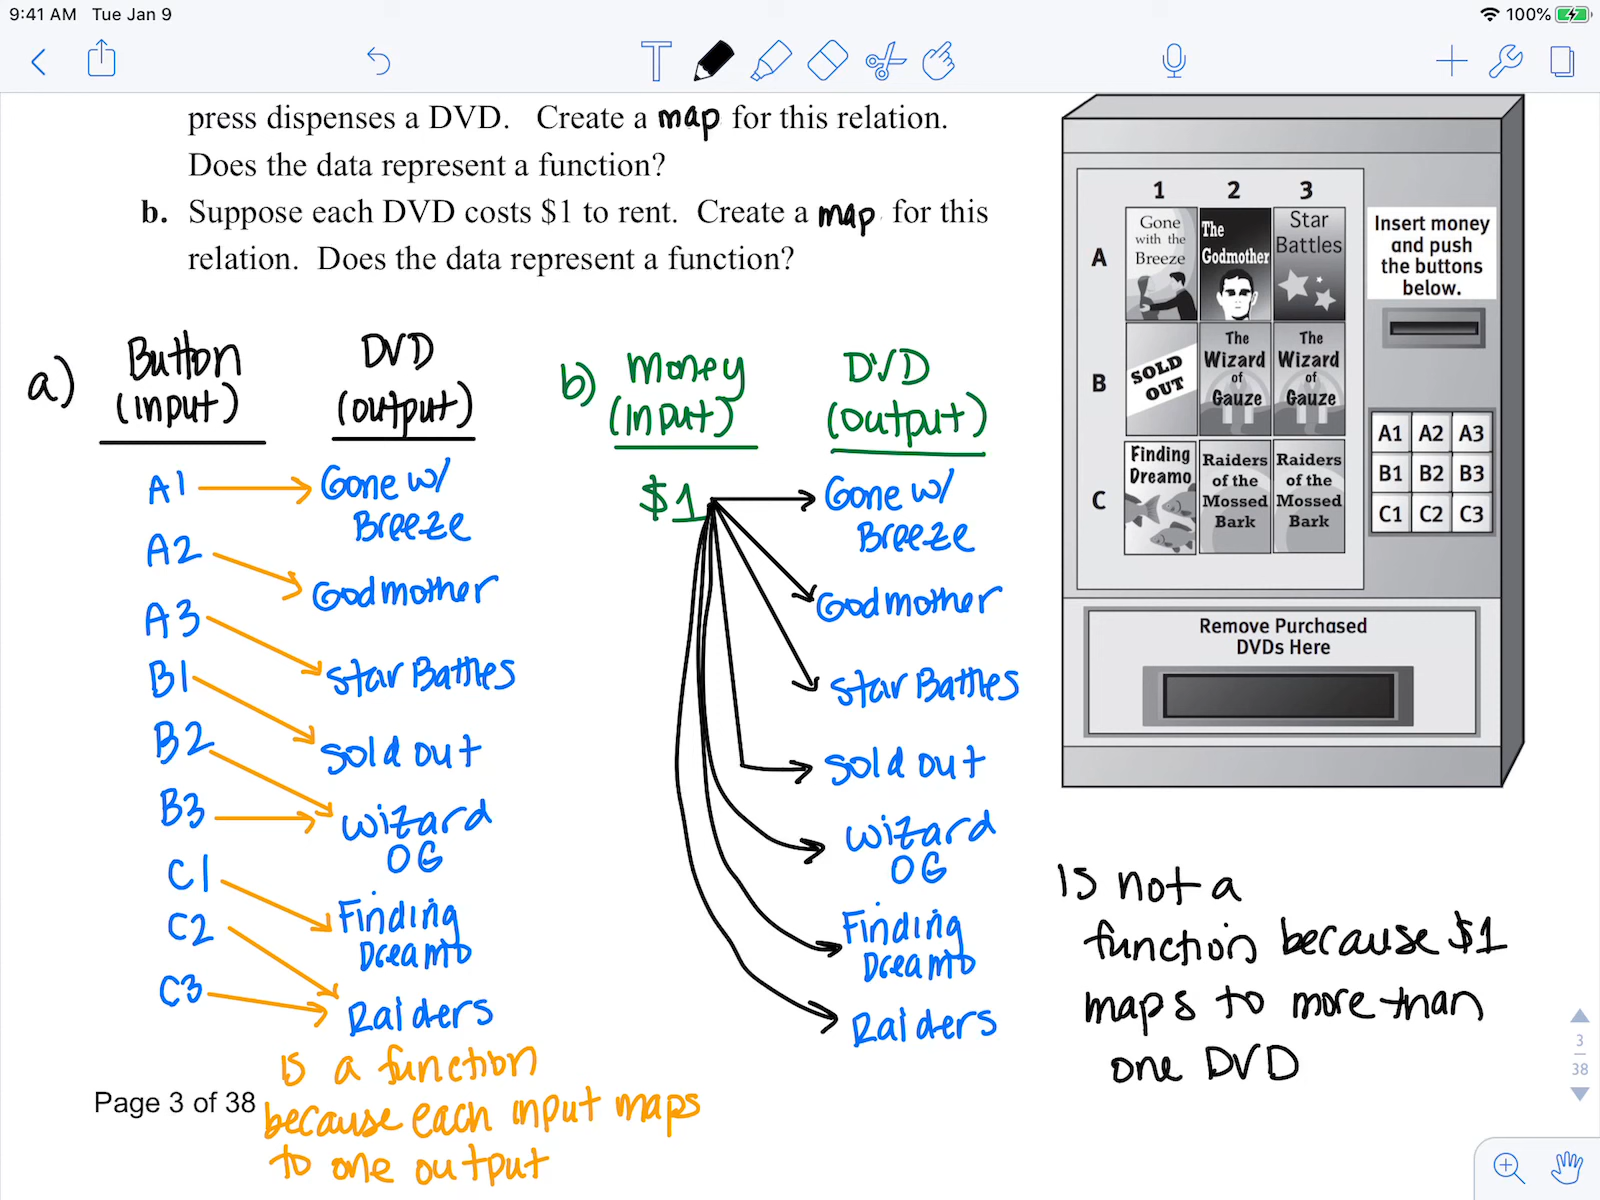 9:41 AM Tue Jan 9
100%
T
press dispenses a DVD. Create a map for this relation.
Does the data represent a function?
b. Suppose each DVD costs $1 to rent. Create a map for this
relation. Does the data represent a function?
a) Button
(input)
DVD
(output)
A1
Gone w/
Breeze
A2
Godmother
A3
Star Battles
B1
Sold out
B2
B3
Wizard
OG
C1
Finding
Dreamo
C2
C3
Raiders
is a function
because each input maps
to one output
b) Money
(input)
DVD
(output)
$1
Gone w/
Breeze
Godmother
Star Battles
Sold out
Wizard
OG
Finding
Dreamo
Raiders
1 2 3
A
B
C
Gone
with the
Breeze
The
Godmother
Star
Battles
SOLD
OUT
The
Wizard
of
Gauze
The
Wizard
of
Gauze
Finding
Dreamo
Raiders
of the
Mossed
Bark
Raiders
of the
Mossed
Bark
Insert money
and push
the buttons
below.
A1 A2 A3
B1 B2 B3
C1 C2 C3
Remove Purchased
DVDs Here
Is not a
function because $1
maps to more than
one DVD
Page 3 of 38
3
38